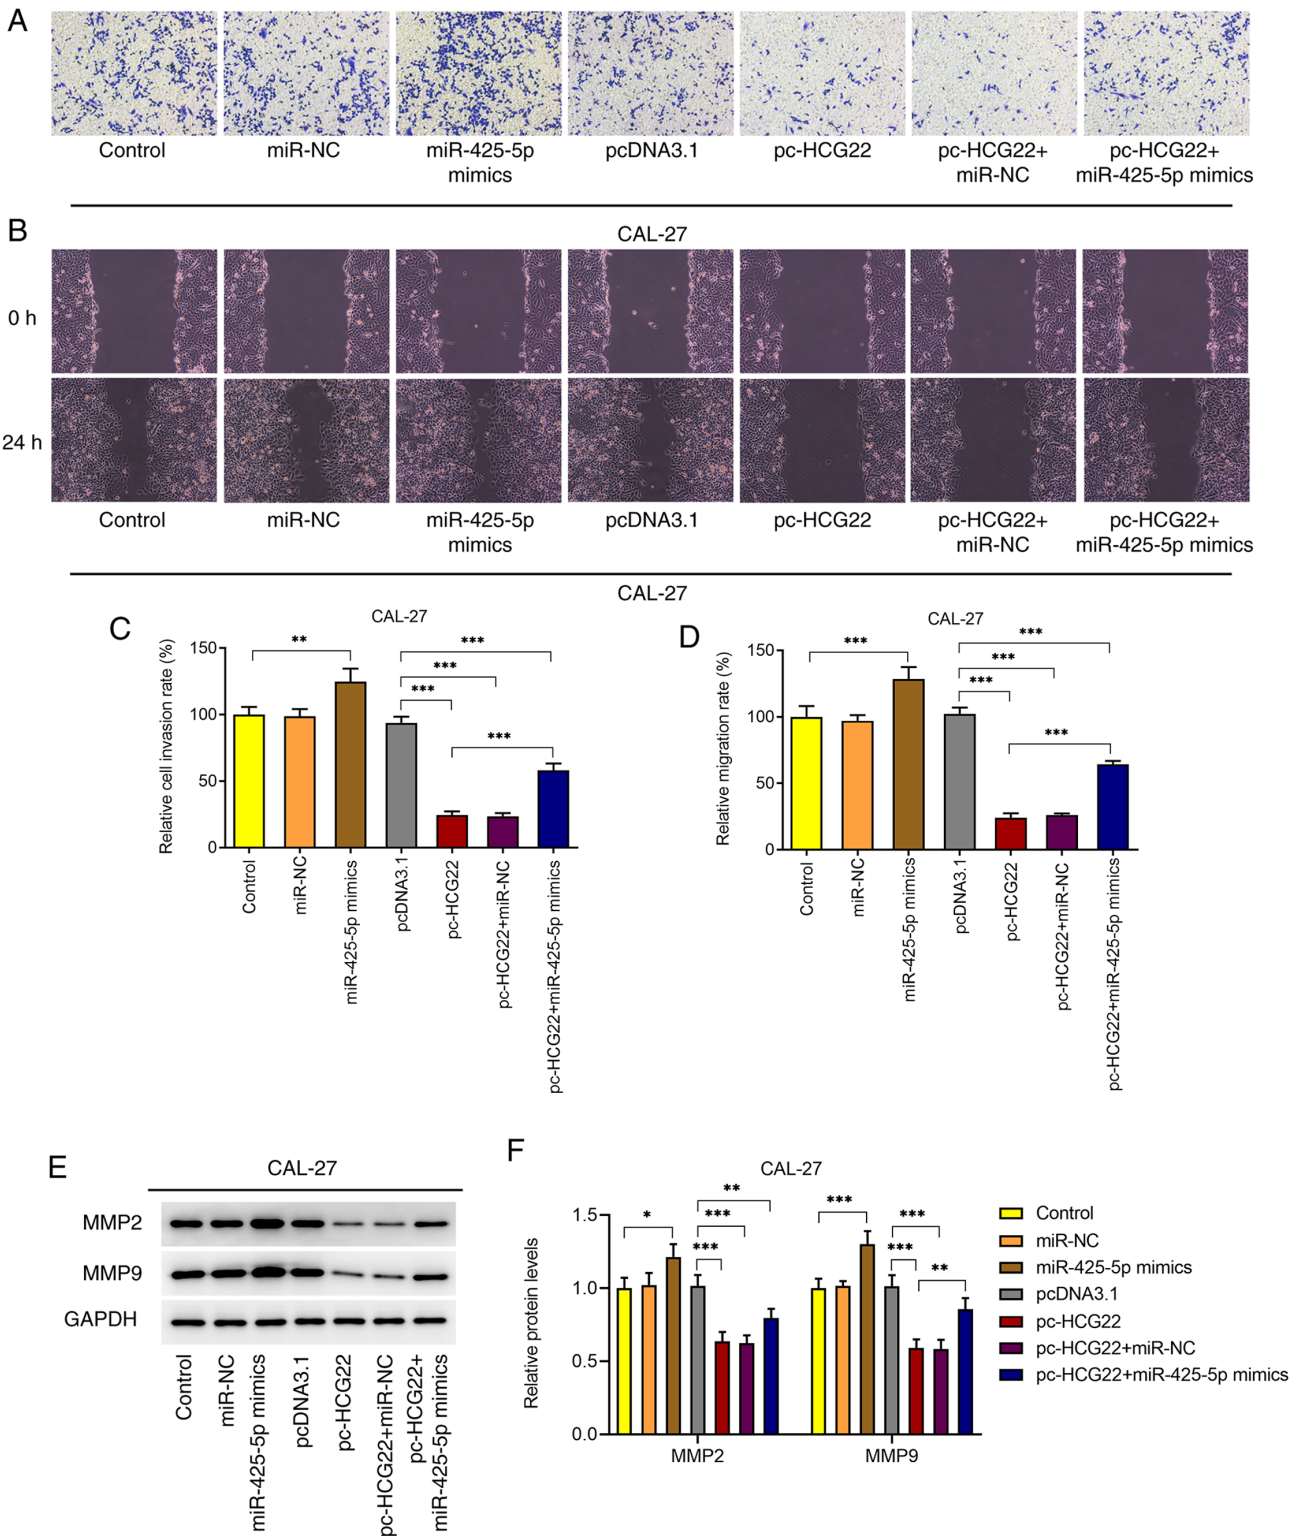 A
Control
miR-NC
miR-425-5p
mimics
pcDNA3.1
pc-HCG22
pc-HCG22+
miR-NC
pc-HCG22+
miR-425-5p mimics
CAL-27
B
0 h
24 h
Control
miR-NC
miR-425-5p
mimics
pcDNA3.1
pc-HCG22
pc-HCG22+
miR-NC
pc-HCG22+
miR-425-5p mimics
CAL-27
C
CAL-27
Relative cell invasion rate (%)
150
100
50
0
**
***
***
***
***
Control
miR-NC
miR-425-5p mimics
pcDNA3.1
pc-HCG22
pc-HCG22+miR-NC
pc-HCG22+miR-425-5p mimics
D
CAL-27
Relative migration rate (%)
150
100
50
0
***
***
***
***
***
Control
miR-NC
miR-425-5p mimics
pcDNA3.1
pc-HCG22
pc-HCG22+miR-NC
pc-HCG22+miR-425-5p mimics
E
CAL-27
MMP2
MMP9
GAPDH
Control
miR-NC
miR-425-5p mimics
pcDNA3.1
pc-HCG22
pc-HCG22+miR-NC
pc-HCG22+
miR-425-5p mimics
F
CAL-27
Relative protein levels
1.5
1.0
0.5
0.0
*
**
***
***
***
***
***
**
MMP2
MMP9
Control
miR-NC
miR-425-5p mimics
pcDNA3.1
pc-HCG22
pc-HCG22+miR-NC
pc-HCG22+miR-425-5p mimics